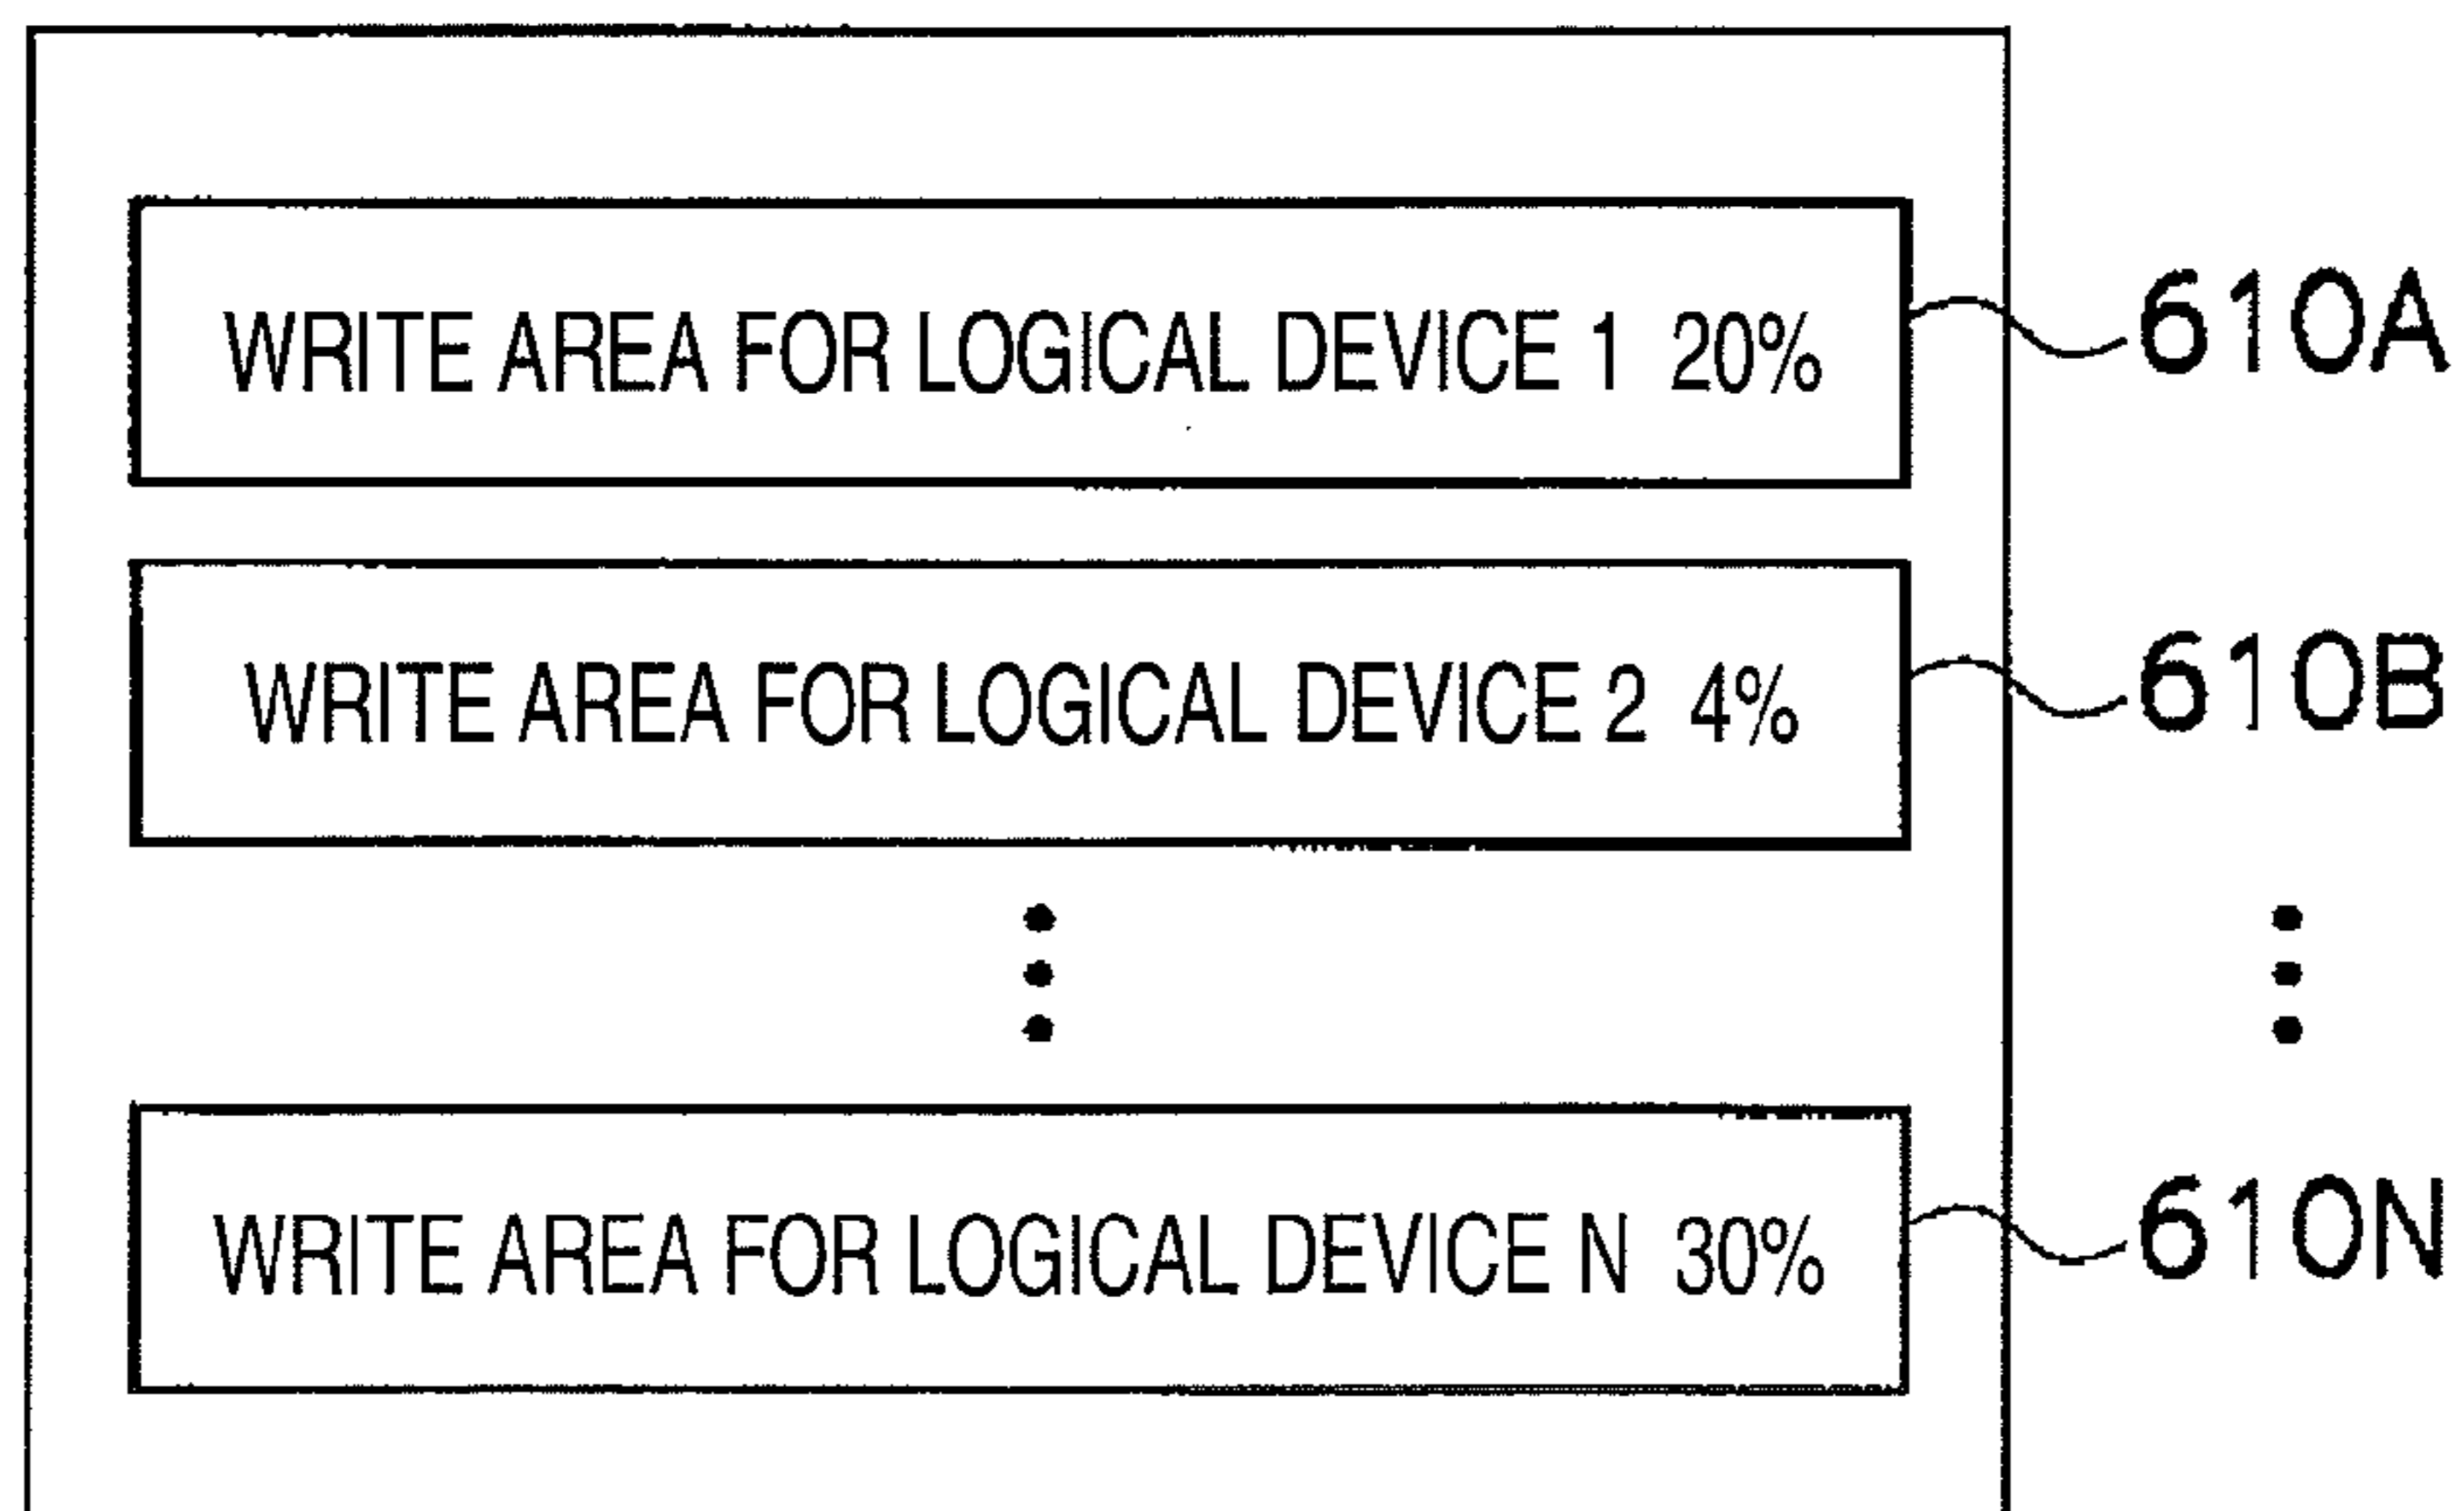 WRITE AREA FOR LOGICAL DEVICE 1 20% 610A
WRITE AREA FOR LOGICAL DEVICE 2 4% 610B
WRITE AREA FOR LOGICAL DEVICE N 30% 610N